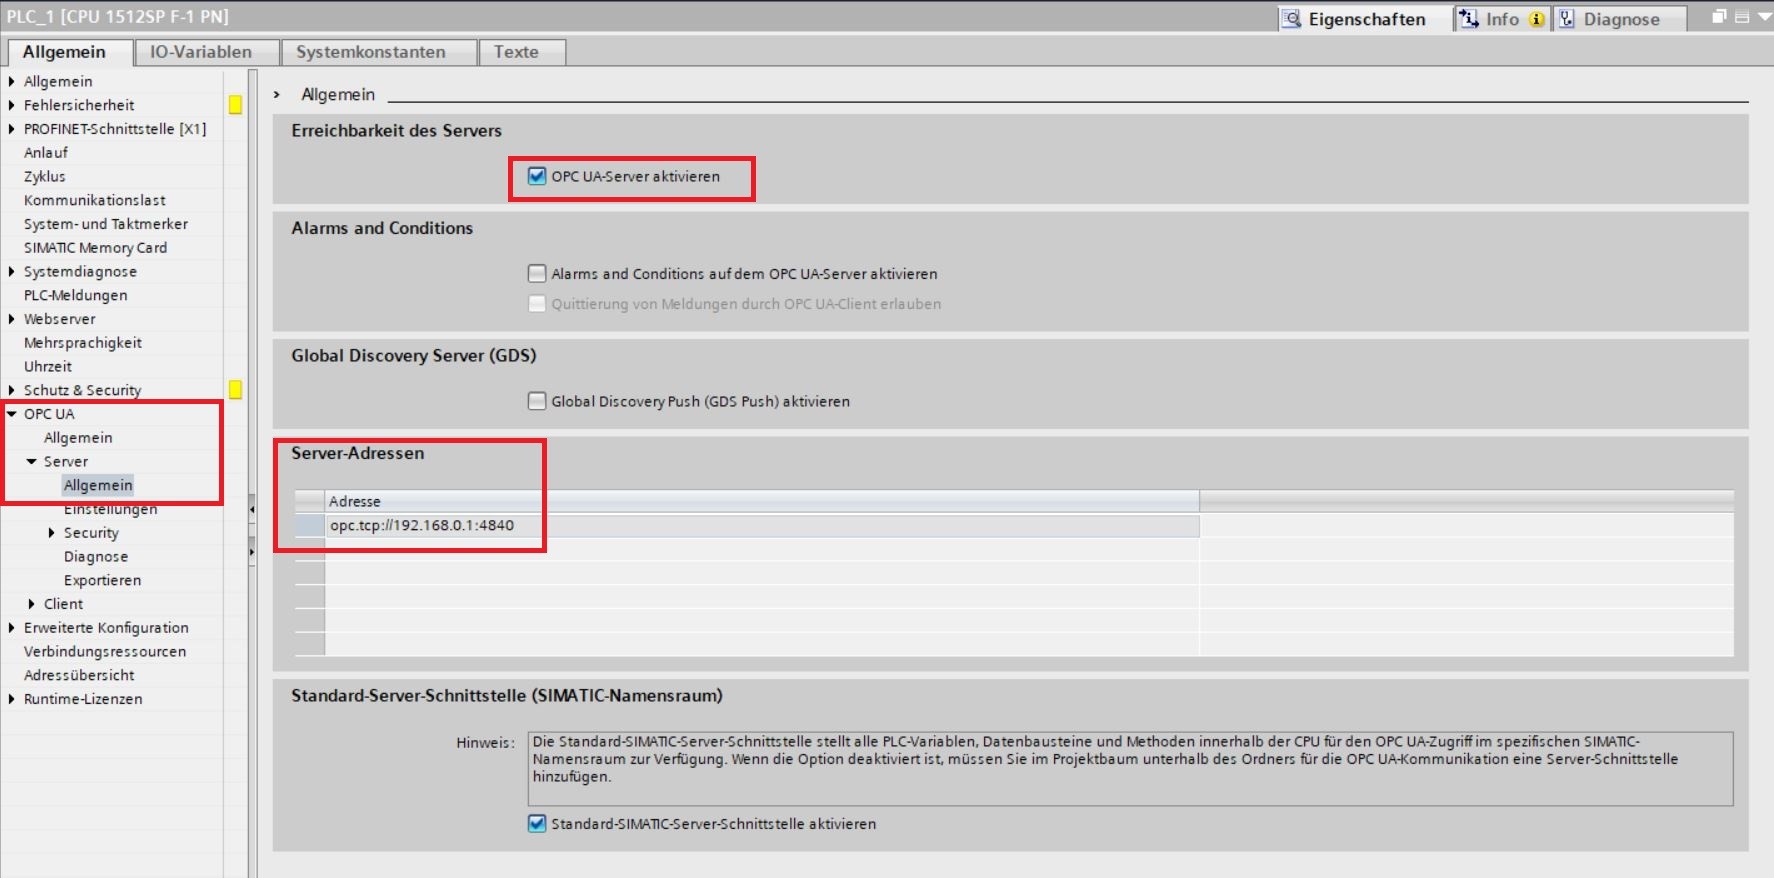 PLC_1 [CPU 1512SP F-1 PN]
Eigenschaften
Info
Diagnose
Allgemein
IO-Variablen
Systemkonstanten
Texte
Allgemein
Fehlersicherheit
PROFINET-Schnittstelle [X1]
Anlauf
Zyklus
Kommunikationslast
System- und Taktmerker
SIMATIC Memory Card
Systemdiagnose
PLC-Meldungen
Webserver
Mehrsprachigkeit
Uhrzeit
Schutz & Security
OPC UA
Allgemein
Server
Allgemein
Einstellungen
Security
Diagnose
Exportieren
Client
Erweiterte Konfiguration
Verbindungsressourcen
Adressübersicht
Runtime-Lizenzen
Allgemein
Erreichbarkeit des Servers
OPC UA-Server aktivieren
Alarms and Conditions
Alarms and Conditions auf dem OPC UA-Server aktivieren
Quittierung von Meldungen durch OPC UA-Client erlauben
Global Discovery Server (GDS)
Global Discovery Push (GDS Push) aktivieren
Server-Adressen
Adresse
opc.tcp://192.168.0.1:4840
Standard-Server-Schnittstelle (SIMATIC-Namensraum)
Hinweis:
Die Standard-SIMATIC-Server-Schnittstelle stellt alle PLC-Variablen, Datenbausteine und Methoden innerhalb der CPU für den OPC UA-Zugriff im spezifischen SIMATIC-
Namensraum zur Verfügung. Wenn die Option deaktiviert ist, müssen Sie im Projektbaum unterhalb des Ordners für die OPC UA-Kommunikation eine Server-Schnittstelle
hinzufügen.
Standard-SIMATIC-Server-Schnittstelle aktivieren